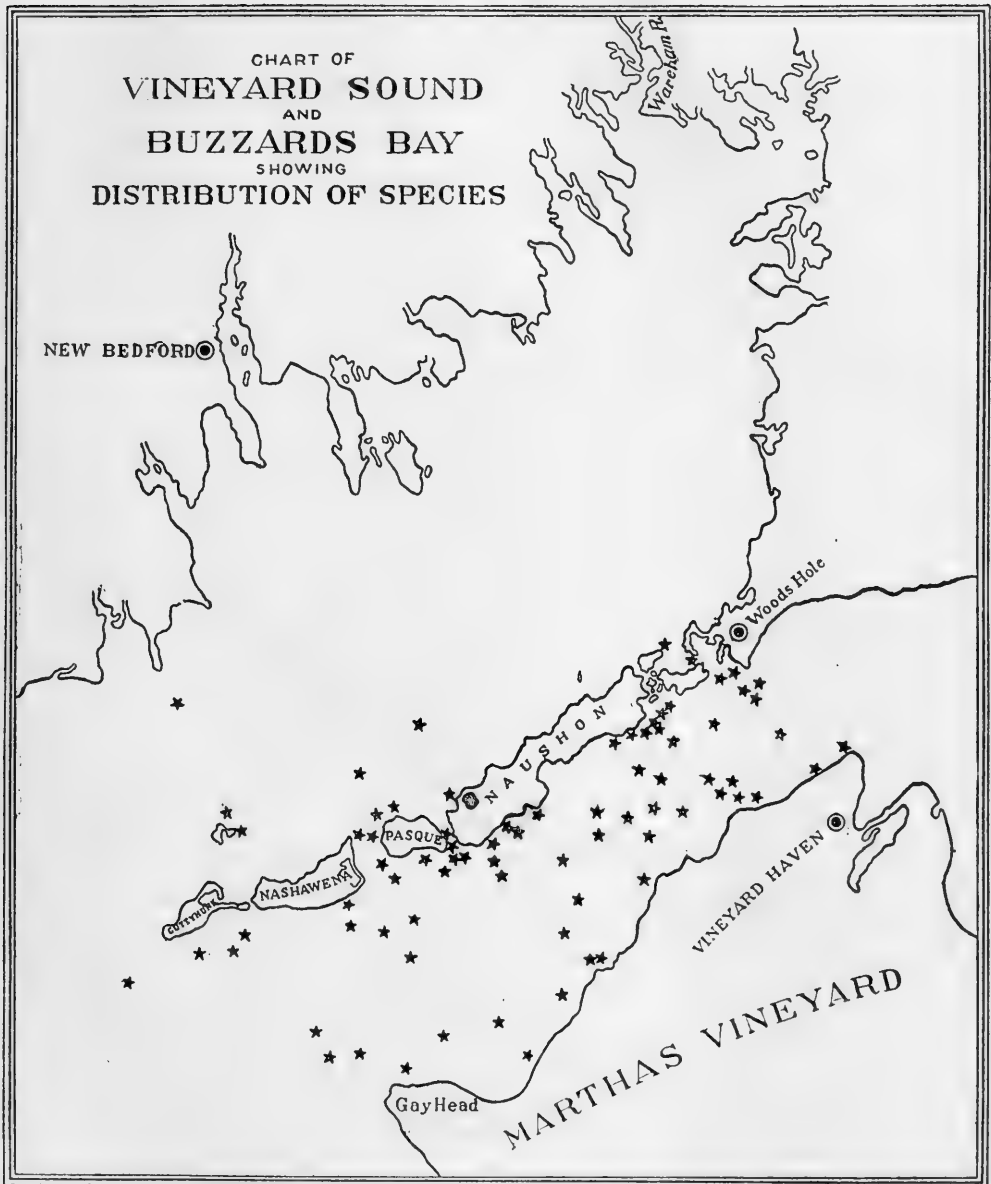 CHART OF
VINEYARD SOUND
AND
BUZZARDS BAY
SHOWING
DISTRIBUTION OF SPECIES
Wareham
NEW BEDFORD
Woods Hole
NAUSHON
PASQUE
NASHAWENA
CUTTYHUNK
VINEYARD HAVEN
MARTHAS VINEYARD
Gay Head